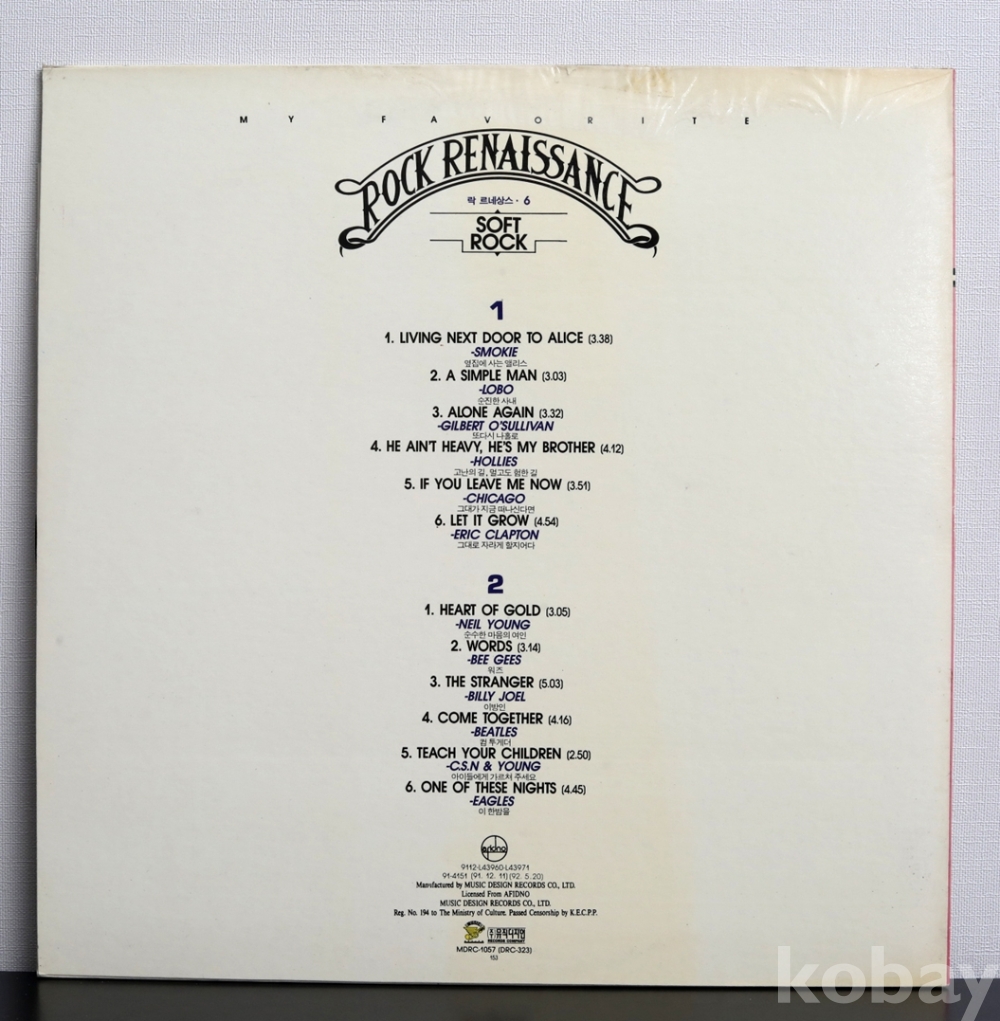 MY FAVORITE
ROCK RENAISSANCE
락 르네상스 · 6
SOFT
ROCK
1
1. LIVING NEXT DOOR TO ALICE (3.38)
-SMOKIE
옆집에 사는 앨리스
2. A SIMPLE MAN (3.03)
-LOBO
순진한 사내
3. ALONE AGAIN (3.32)
-GILBERT O'SULLIVAN
또다시 나홀로
4. HE AIN'T HEAVY, HE'S MY BROTHER (4.12)
-HOLLIES
고난의 길, 멀고도 험한 길
5. IF YOU LEAVE ME NOW (3.51)
-CHICAGO
그대가 지금 떠나신다면
6. LET IT GROW (4.54)
-ERIC CLAPTON
그대로 자라게 할지어다
2
1. HEART OF GOLD (3.05)
-NEIL YOUNG
순수한 마음의 여인
2. WORDS (3.14)
-BEE GEES
워즈
3. THE STRANGER (5.03)
-BILLY JOEL
이방인
4. COME TOGETHER (4.16)
-BEATLES
컴 투게더
5. TEACH YOUR CHILDREN (2.50)
-C.S.N & YOUNG
아이들에게 가르쳐 주세요
6. ONE OF THESE NIGHTS (4.45)
-EAGLES
이 한밤을
afidno
9112-L43960-L43971
91-4151 (91. 12. 11) (92. 5. 20)
Manufactured by MUSIC DESIGN RECORDS CO., LTD.
Licensed From AFIDNO
MUSIC DESIGN RECORDS CO., LTD.
Reg. No. 194 to The Ministry of Culture. Passed Censorship by K.E.C.P.P.
(주)뮤직디자인
RECORDS COMPANY
MDRC-1057 (DRC-323)
153
kobay